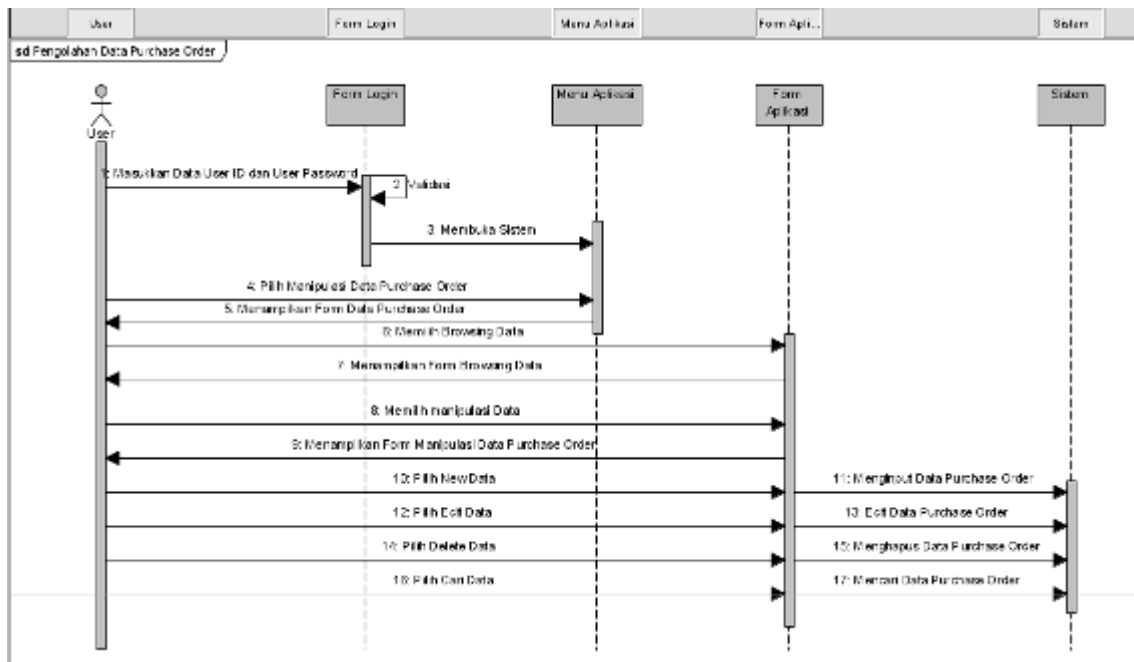 User Form Login Menu Aplikasi Form Apli... Sistem
sd Pengolahan Data Purchase Order
User
Form Login
Menu Aplikasi
Form
Aplikasi
Sistem
1: Masukkan Data User ID dan User Password
2: Validasi
3: Membuka Sistem
4: Pilih Manipulasi Data Purchase Order
5: Menampilkan Form Data Purchase Order
6: Memilih Browsing Data
7: Menampilkan Form Browsing Data
8: Memilih manipulasi Data
9: Menampilkan Form Manipulasi Data Purchase Order
10: Pilih New Data
11: Menginput Data Purchase Order
12: Pilih Edit Data
13: Edit Data Purchase Order
14: Pilih Delete Data
15: Menghapus Data Purchase Order
16: Pilih Cari Data
17: Mencari Data Purchase Order